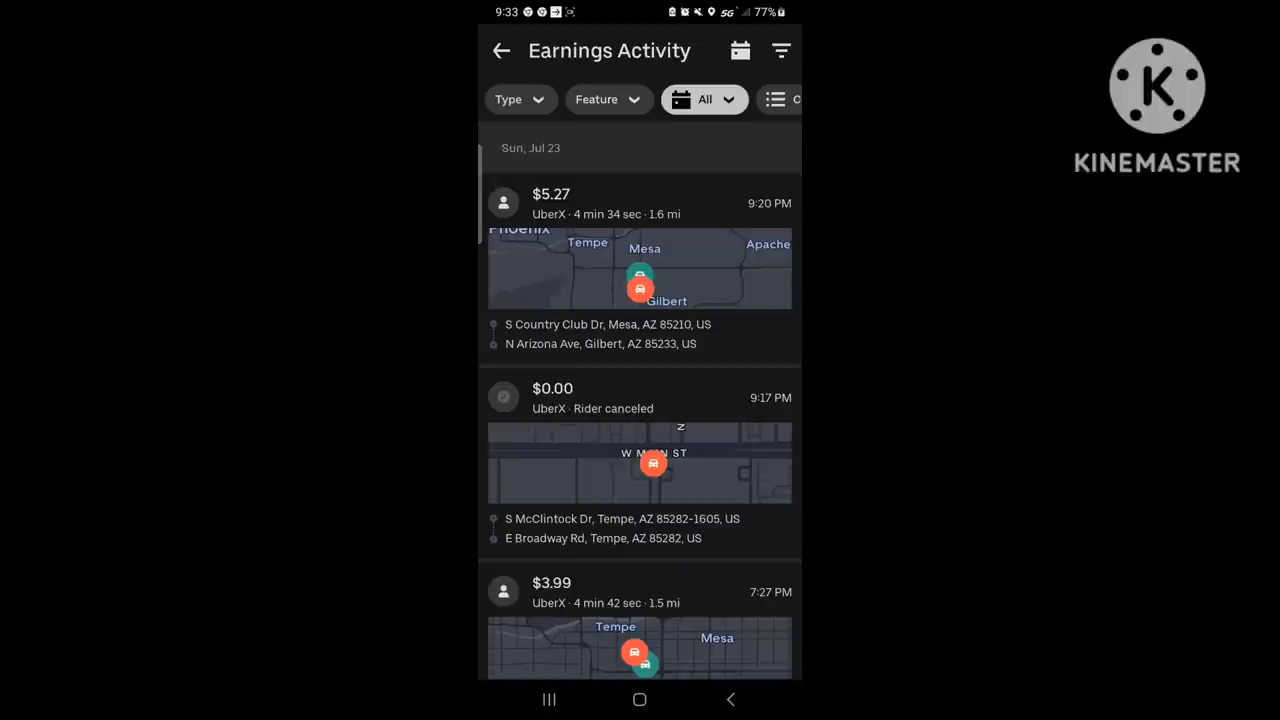 9:33
5G
77%
Earnings Activity
Type
Feature
All
C
KINEMASTER
Sun, Jul 23
$5.27
9:20 PM
UberX · 4 min 34 sec · 1.6 mi
Phoenix
Tempe
Mesa
Apache
Gilbert
S Country Club Dr, Mesa, AZ 85210, US
N Arizona Ave, Gilbert, AZ 85233, US
$0.00
9:17 PM
UberX · Rider canceled
Z
W MAIN ST
S McClintock Dr, Tempe, AZ 85282-1605, US
E Broadway Rd, Tempe, AZ 85282, US
$3.99
7:27 PM
UberX · 4 min 42 sec · 1.5 mi
Tempe
Mesa